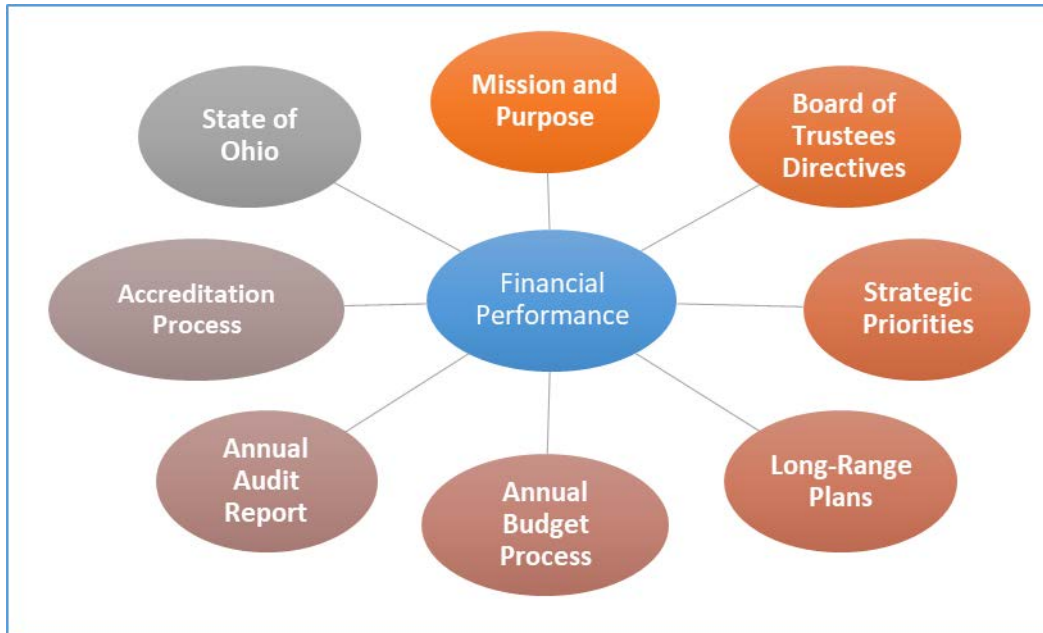 Mission and
Purpose
Board of
Trustees
Directives
Strategic
Priorities
Long-Range
Plans
Annual
Budget
Process
Annual
Audit
Report
Accreditation
Process
State of
Ohio
Financial
Performance